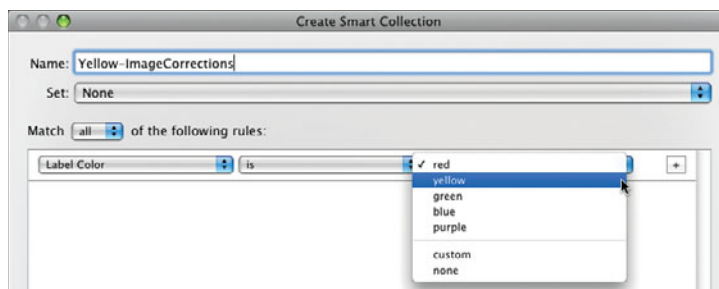 Create Smart Collection
Name: Yellow-ImageCorrections
Set: None
Match all of the following rules:
Label Color is ✓ red +
yellow
green
blue
purple
custom
none